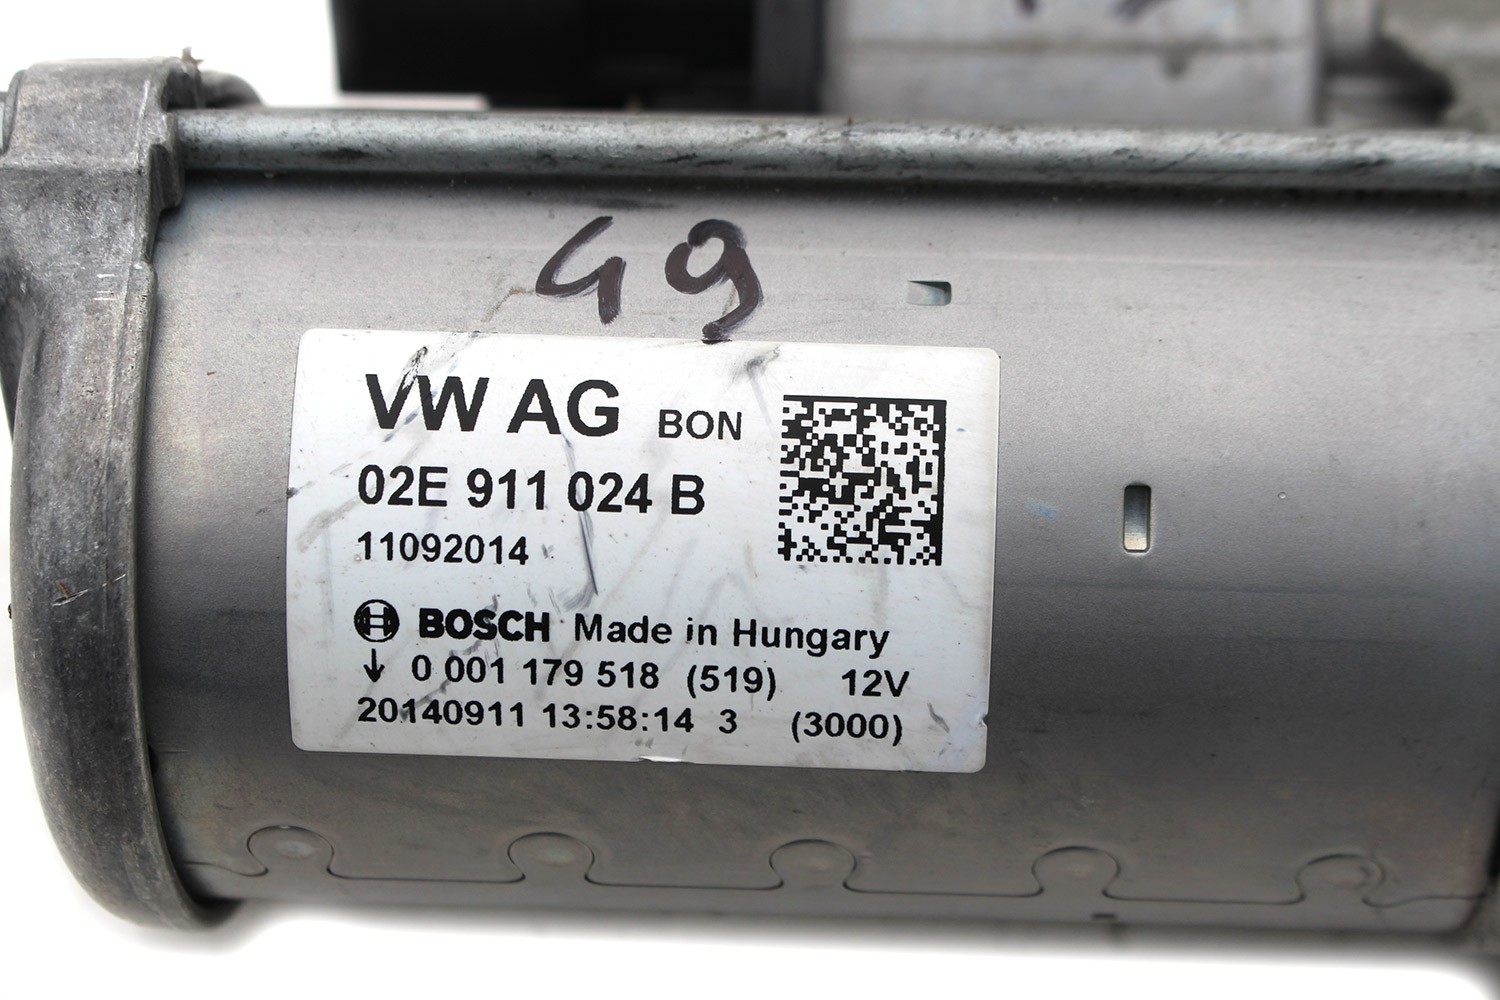 49
VW AG BON
02E 911 024 B
11092014
BOSCH Made in Hungary
↓ 0 001 179 518 (519) 12V
20140911 13:58:14 3 (3000)